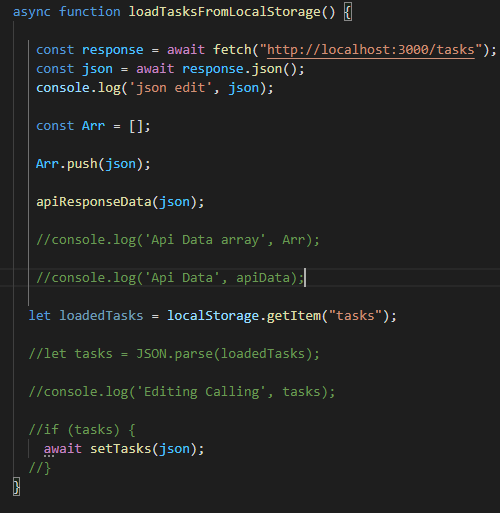 async function loadTasksFromLocalStorage() {
const response = await fetch("http://localhost:3000/tasks");
const json = await response.json();
console.log('json edit', json);
const Arr = [];
Arr.push(json);
apiResponseData(json);
//console.log('Api Data array', Arr);
//console.log('Api Data', apiData);
let loadedTasks = localStorage.getItem("tasks");
//let tasks = JSON.parse(loadedTasks);
//console.log('Editing Calling', tasks);
//if (tasks) {
await setTasks(json);
//}
}